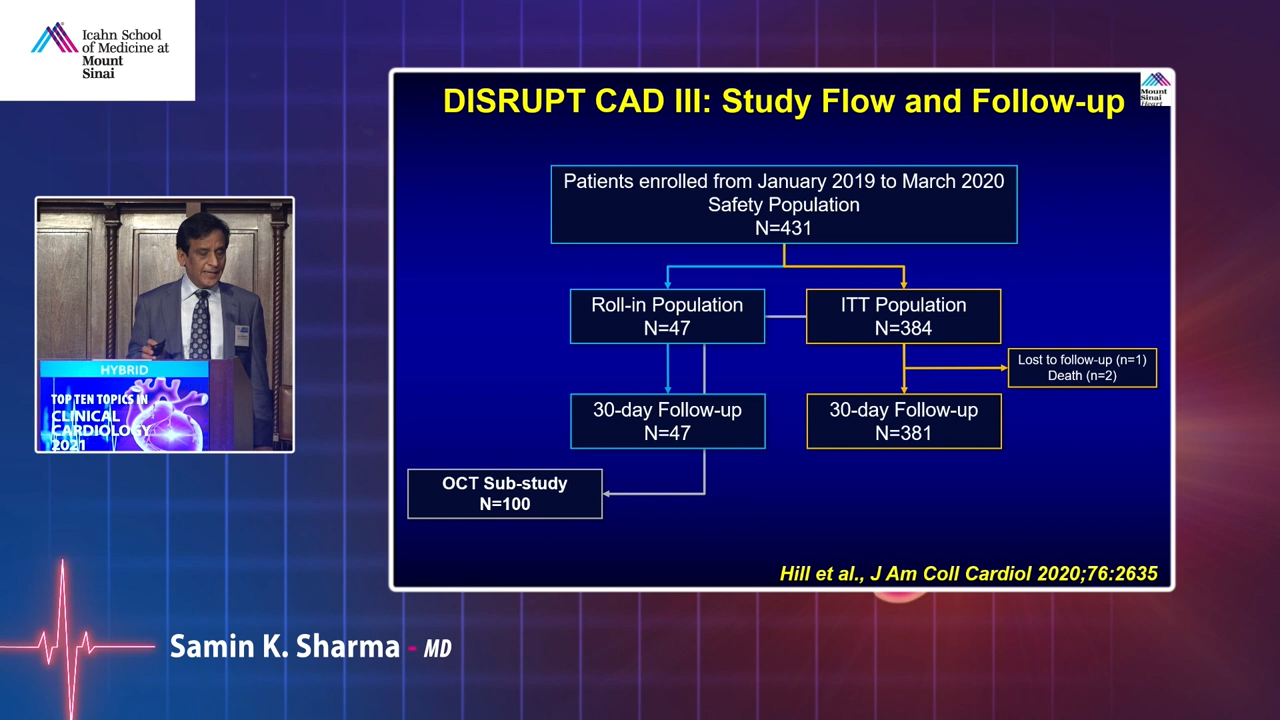 Icahn School
of Medicine at
Mount
Sinai
DISRUPT CAD III: Study Flow and Follow-up
Mount
Sinai
Heart
Patients enrolled from January 2019 to March 2020
Safety Population
N=431
Roll-in Population
N=47
ITT Population
N=384
Lost to follow-up (n=1)
Death (n=2)
30-day Follow-up
N=47
30-day Follow-up
N=381
OCT Sub-study
N=100
Hill et al., J Am Coll Cardiol 2020;76:2635
HYBRID
TOP TEN TOPICS IN
CLINICAL
CARDIOLOGY
2021
Samin K. Sharma - MD